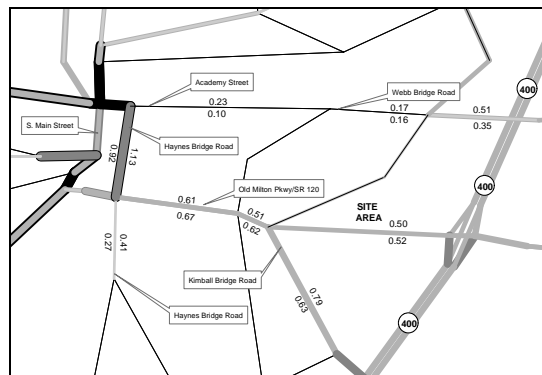 400
Academy Street
Webb Bridge Road
0.23
0.10
0.17
0.16
0.51
0.35
S. Main Street
Haynes Bridge Road
0.92
1.13
400
0.61
0.67
Old Milton Pkwy/SR 120
0.51
0.62
SITE
AREA
0.50
0.52
0.27
0.41
Kimball Bridge Road
0.63
0.79
Haynes Bridge Road
400